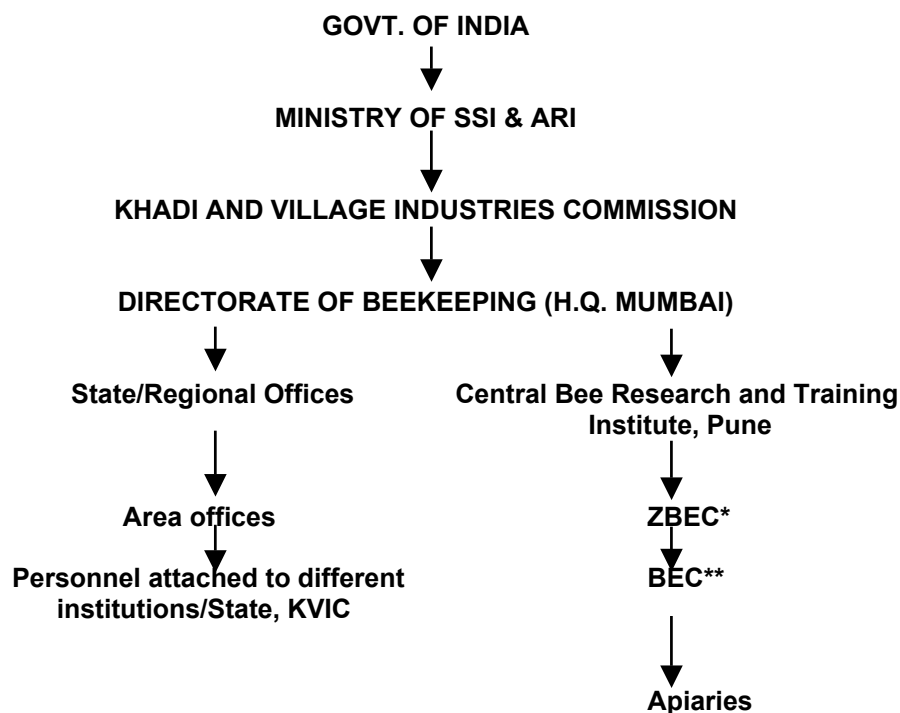 GOVT. OF INDIA
MINISTRY OF SSI & ARI
KHADI AND VILLAGE INDUSTRIES COMMISSION
DIRECTORATE OF BEEKEEPING (H.Q. MUMBAI)
State/Regional Offices
Central Bee Research and Training
Institute, Pune
Area offices
ZBEC*
Personnel attached to different
institutions/State, KVIC
BEC**
Apiaries